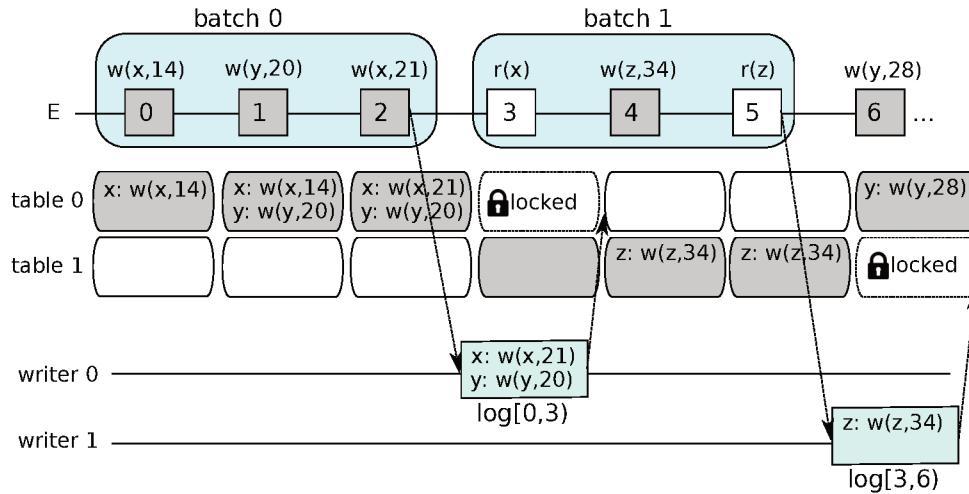 batch 0 batch 1
w(x,14) w(y,20) w(x,21) r(x) w(z,34) r(z) w(y,28)
E 0 1 2 3 4 5 6 ...
table 0 x: w(x,14) x: w(x,14) x: w(x,21) locked y: w(y,28)
y: w(y,20) y: w(y,20)
table 1 z: w(z,34) z: w(z,34) locked
writer 0 x: w(x,21)
y: w(y,20)
log[0,3)
writer 1 z: w(z,34)
log[3,6)